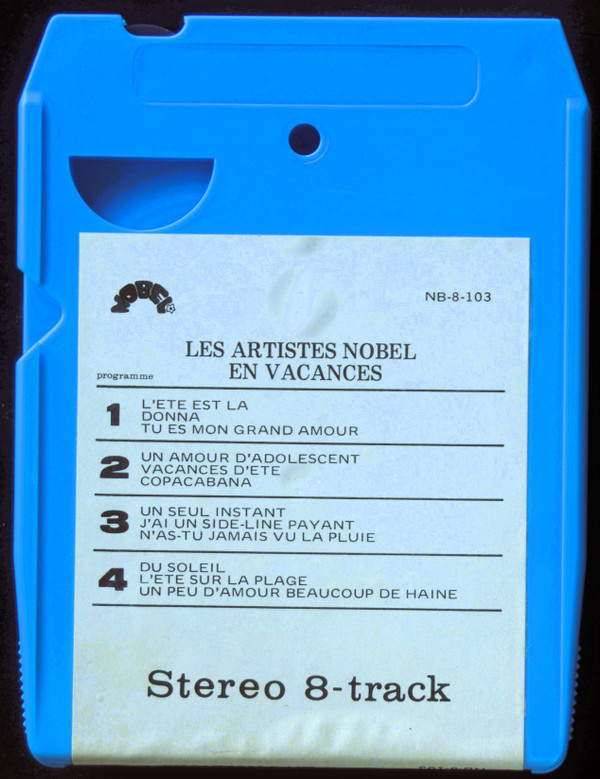 NOBEL
NB-8-103
LES ARTISTES NOBEL
EN VACANCES
programme
1
L'ETE EST LA
DONNA
TU ES MON GRAND AMOUR
2
UN AMOUR D'ADOLESCENT
VACANCES D'ETE
COPACABANA
3
UN SEUL INSTANT
J'AI UN SIDE-LINE PAYANT
N'AS-TU JAMAIS VU LA PLUIE
4
DU SOLEIL
L'ETE SUR LA PLAGE
UN PEU D'AMOUR BEAUCOUP DE HAINE
Stereo 8-track